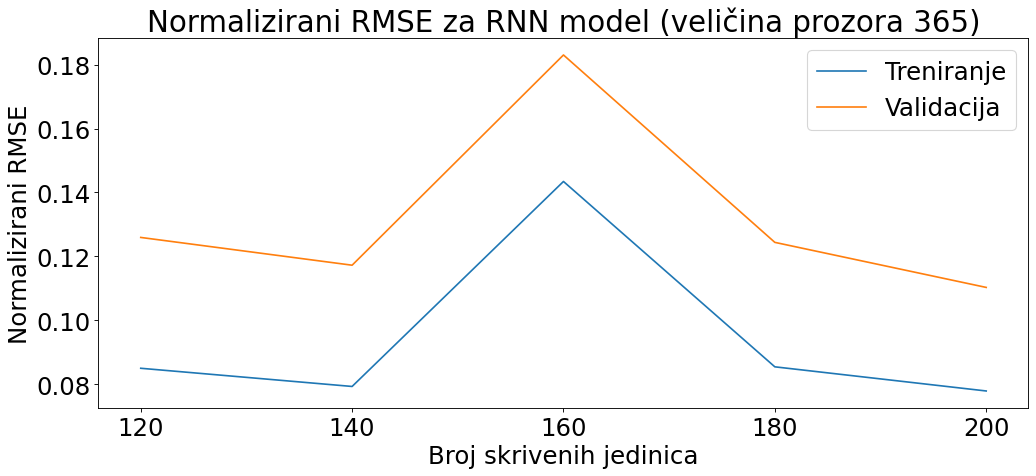 Normalizirani RMSE za RNN model (veličina prozora 365)
Treniranje
Validacija
Normalizirani RMSE
0.18
0.16
0.14
0.12
0.10
0.08
120 140 160 180 200
Broj skrivenih jedinica